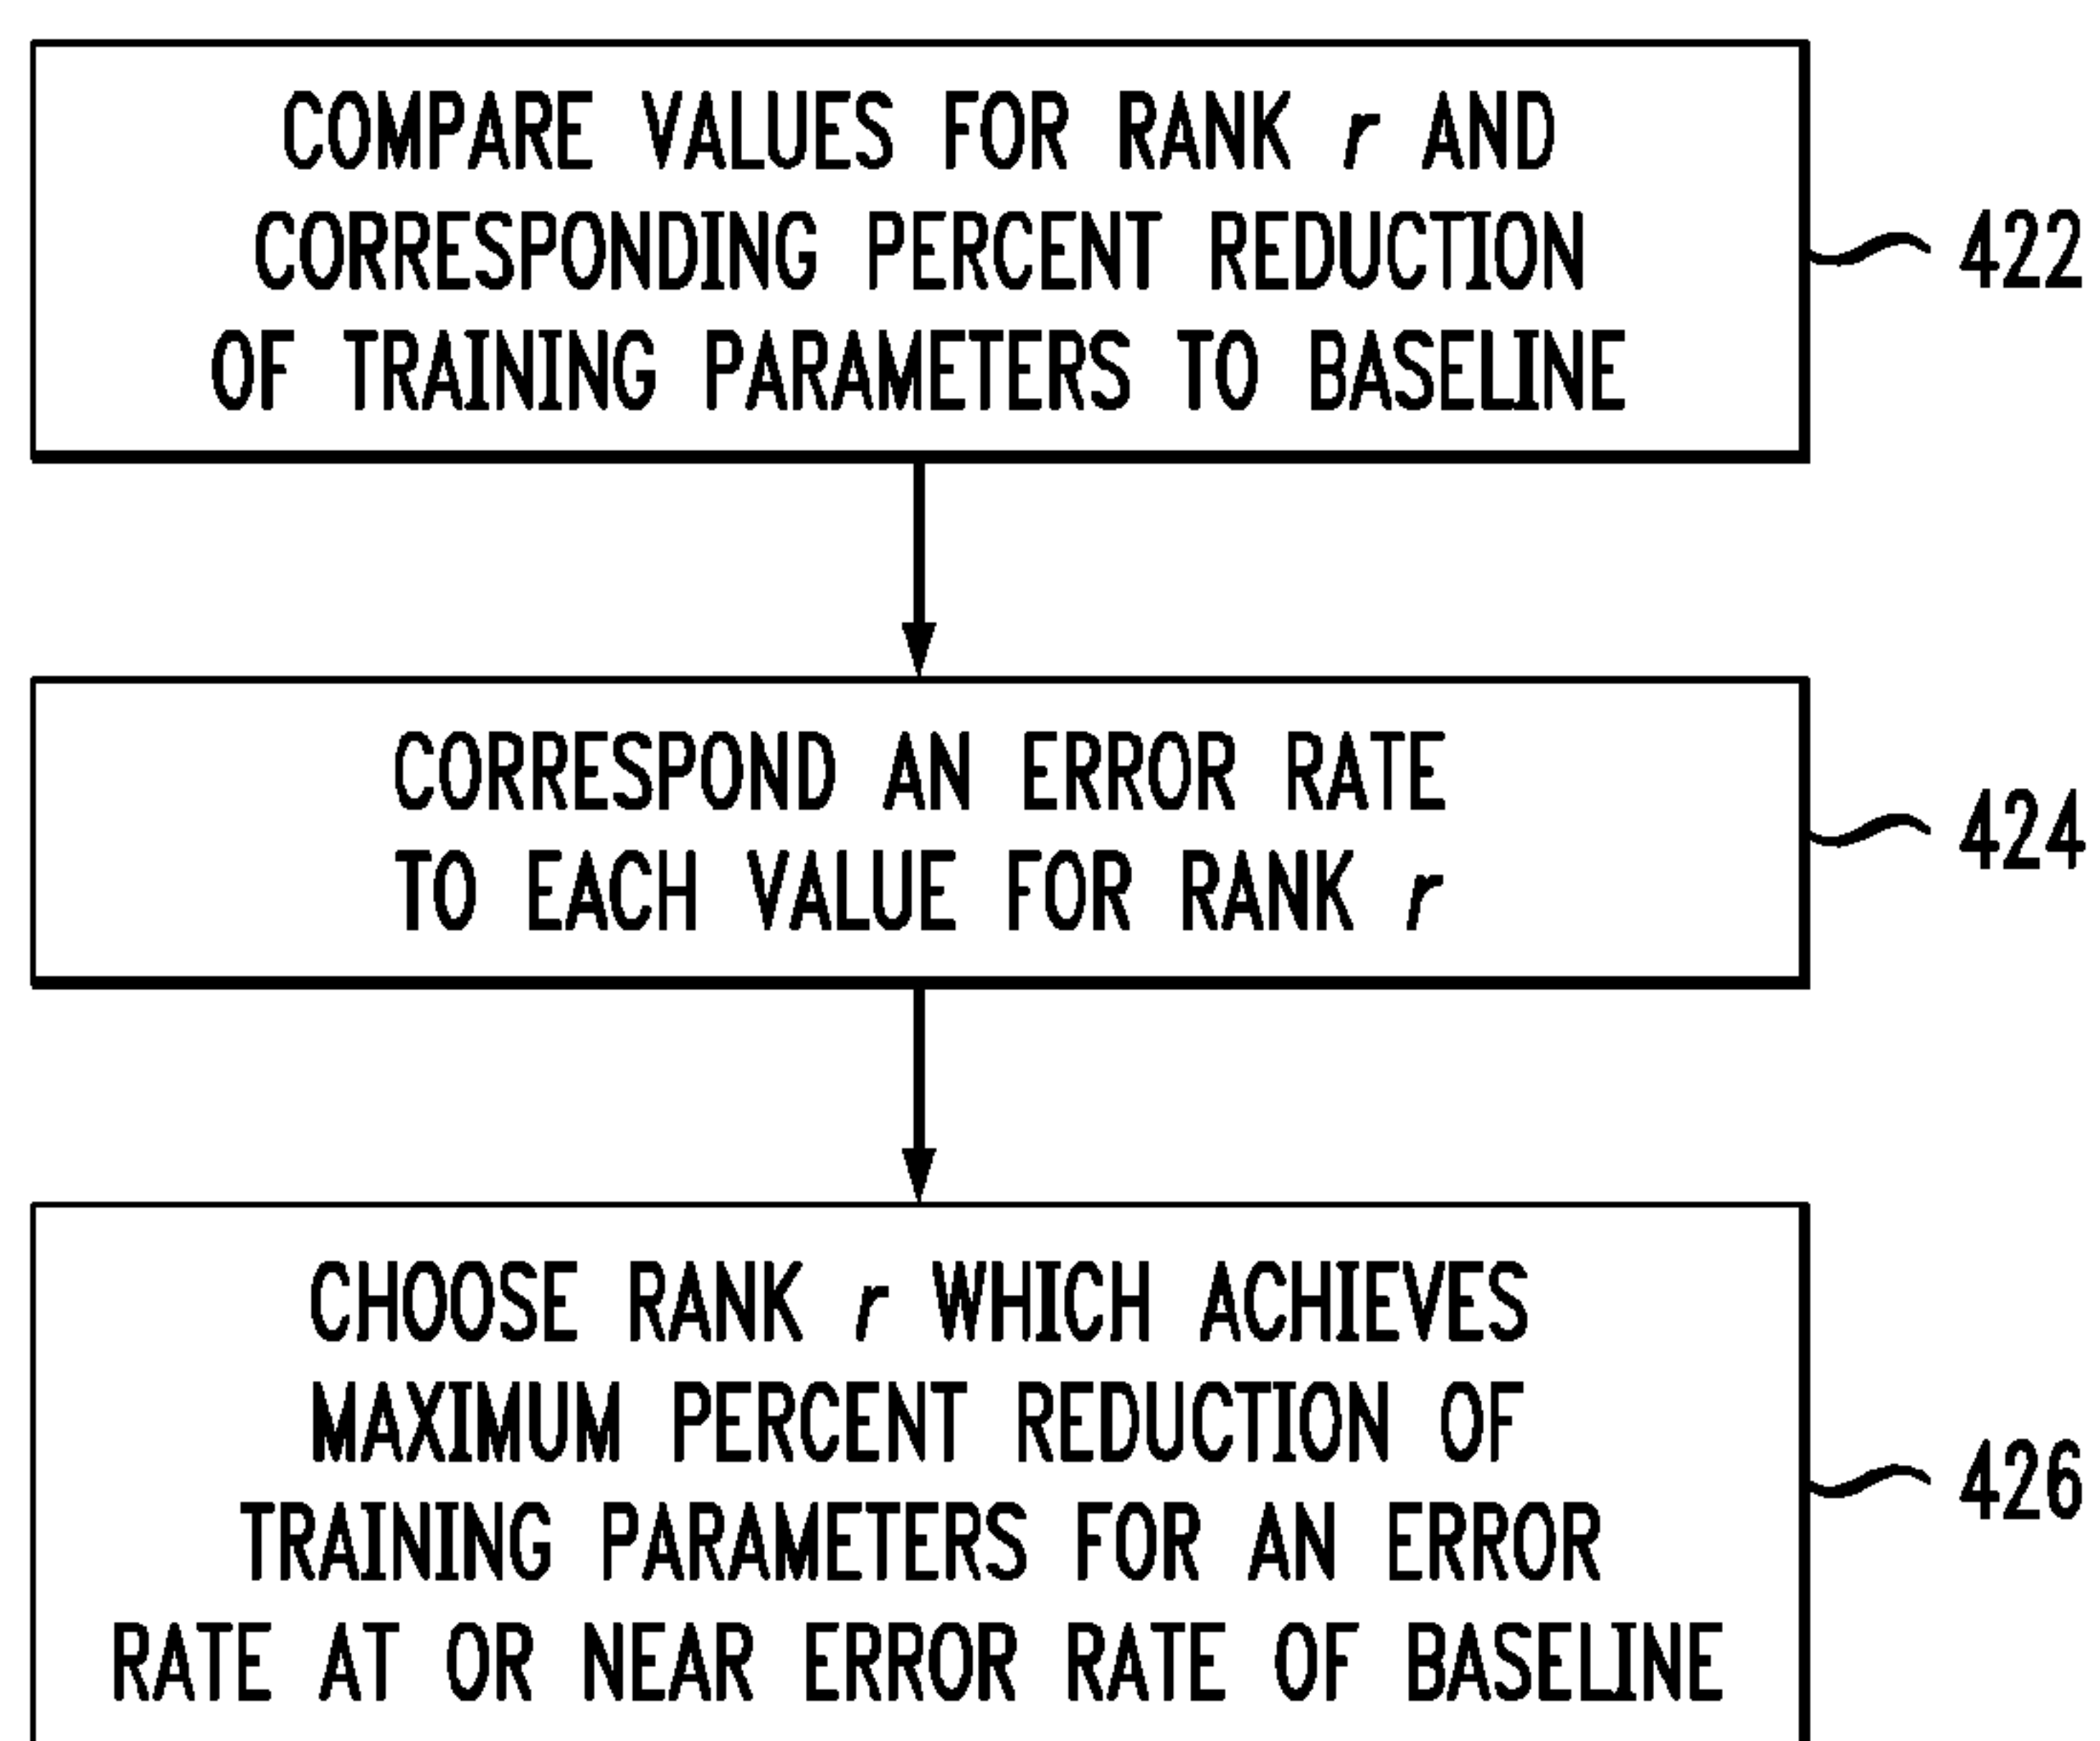 COMPARE VALUES FOR RANK r AND
CORRESPONDING PERCENT REDUCTION
OF TRAINING PARAMETERS TO BASELINE
422
CORRESPOND AN ERROR RATE
TO EACH VALUE FOR RANK r
424
CHOOSE RANK r WHICH ACHIEVES
MAXIMUM PERCENT REDUCTION OF
TRAINING PARAMETERS FOR AN ERROR
RATE AT OR NEAR ERROR RATE OF BASELINE
426